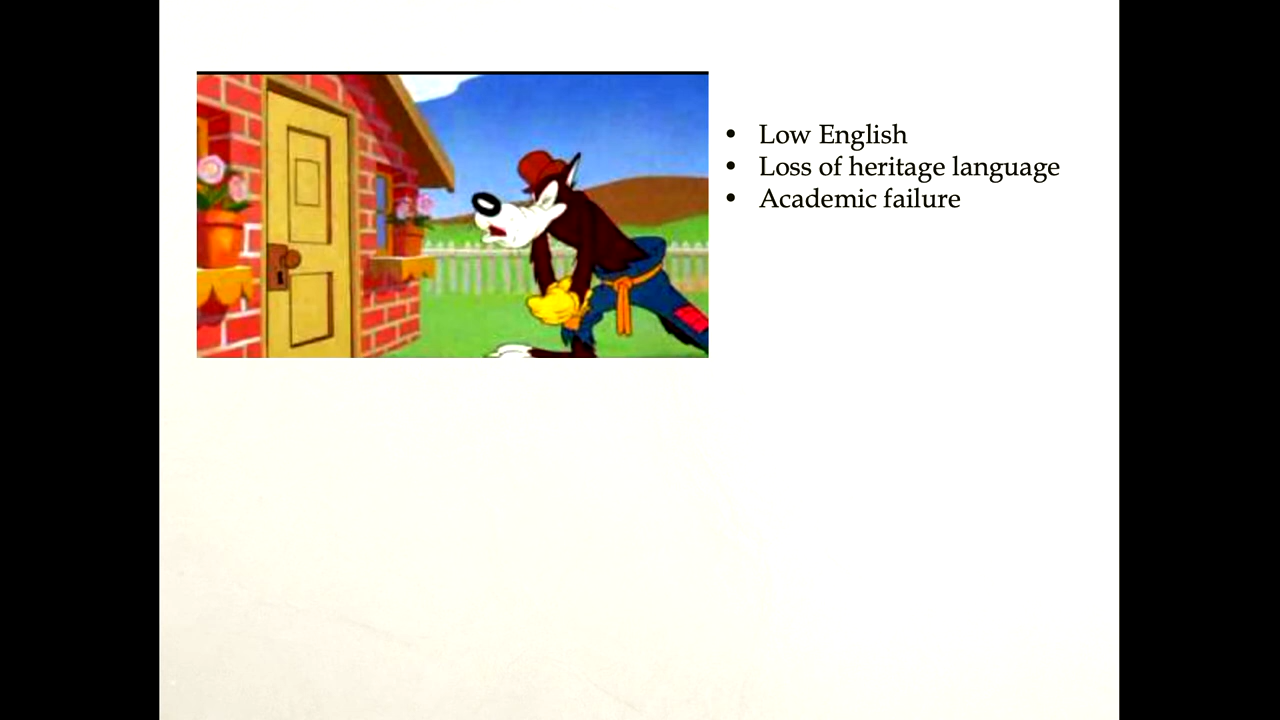 • Low English
• Loss of heritage language
• Academic failure